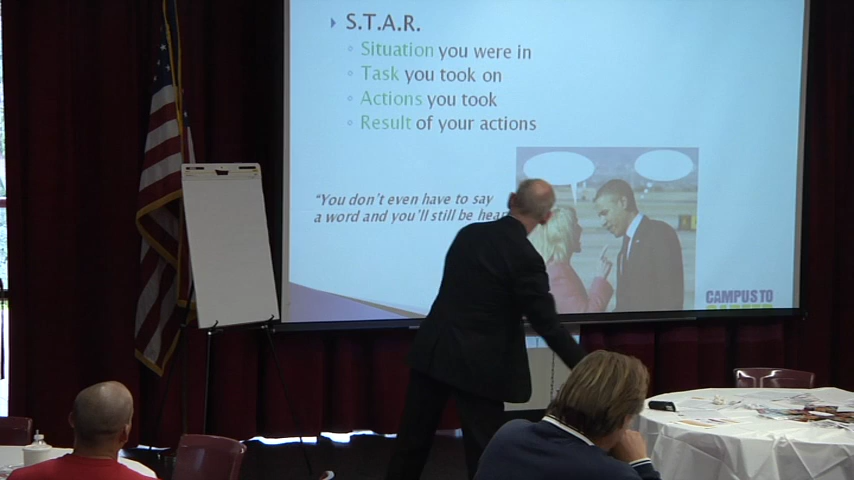 S.T.A.R.
Situation you were in
Task you took on
Actions you took
Result of your actions
"You don't even have to say
a word and you'll still be
CAMPUS TO